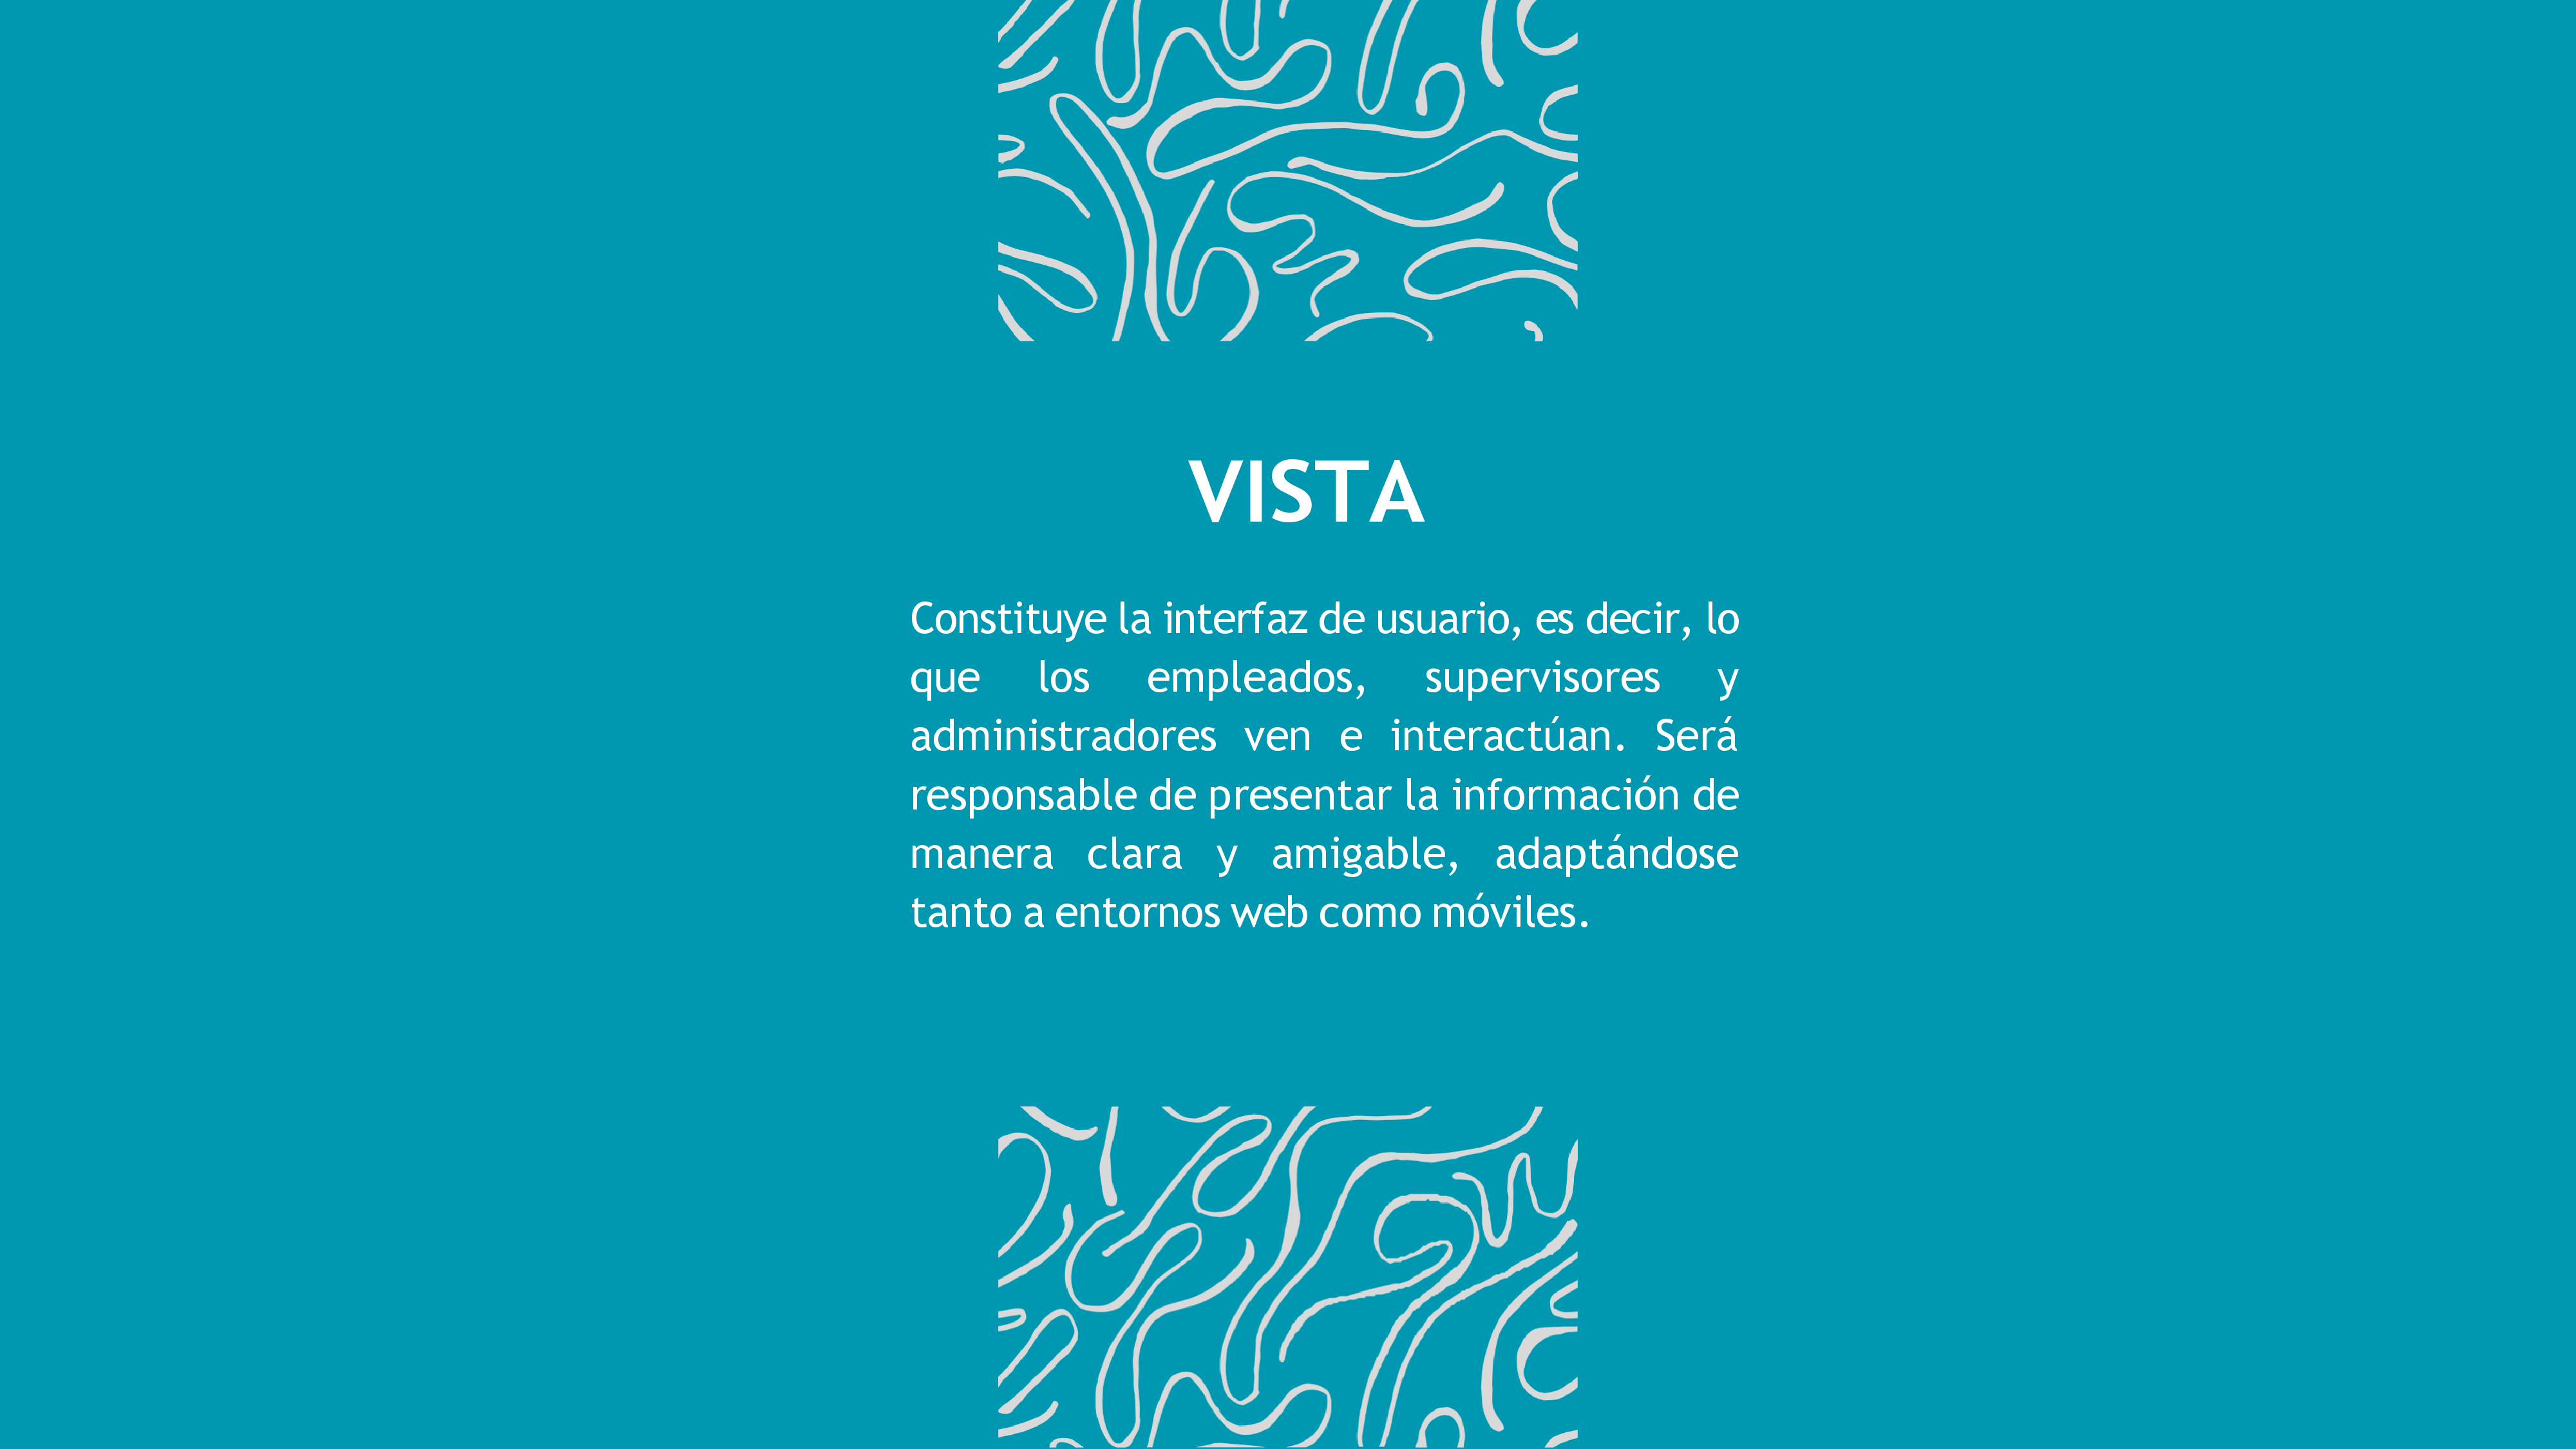 VISTA
Constituye la interfaz de usuario, es decir, lo
que los empleados, supervisores y
administradores ven e interactúan. Será
responsable de presentar la información de
manera clara y amigable, adaptándose
tanto a entornos web como móviles.